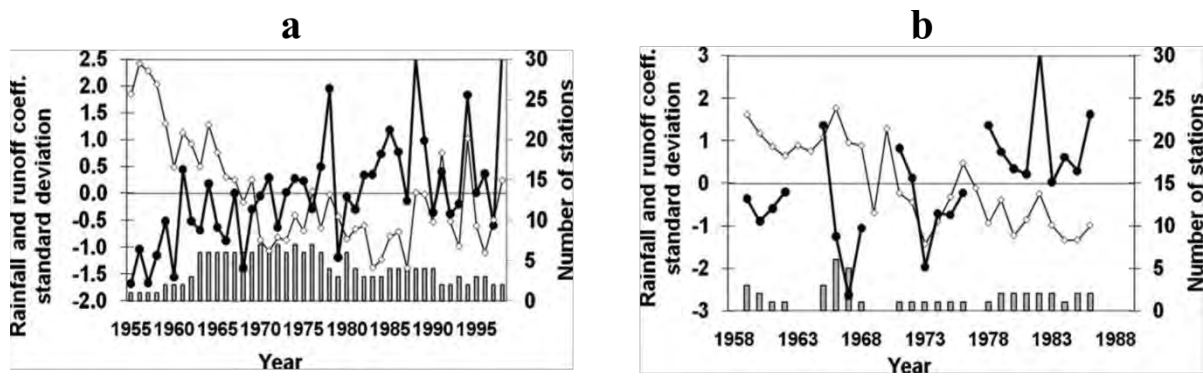 a
Rainfall and runoff coeff.
standard deviation
2.5
2.0
1.5
1.0
0.5
0.0
-0.5
-1.0
-1.5
-2.0
30
25
20
15
10
5
0
Number of stations
1955 1960 1965 1970 1975 1980 1985 1990 1995
Year
b
Rainfall and runoff coeff.
standard deviation
3
2
1
0
-1
-2
-3
30
25
20
15
10
5
0
Number of stations
1958 1963 1968 1973 1978 1983 1988
Year